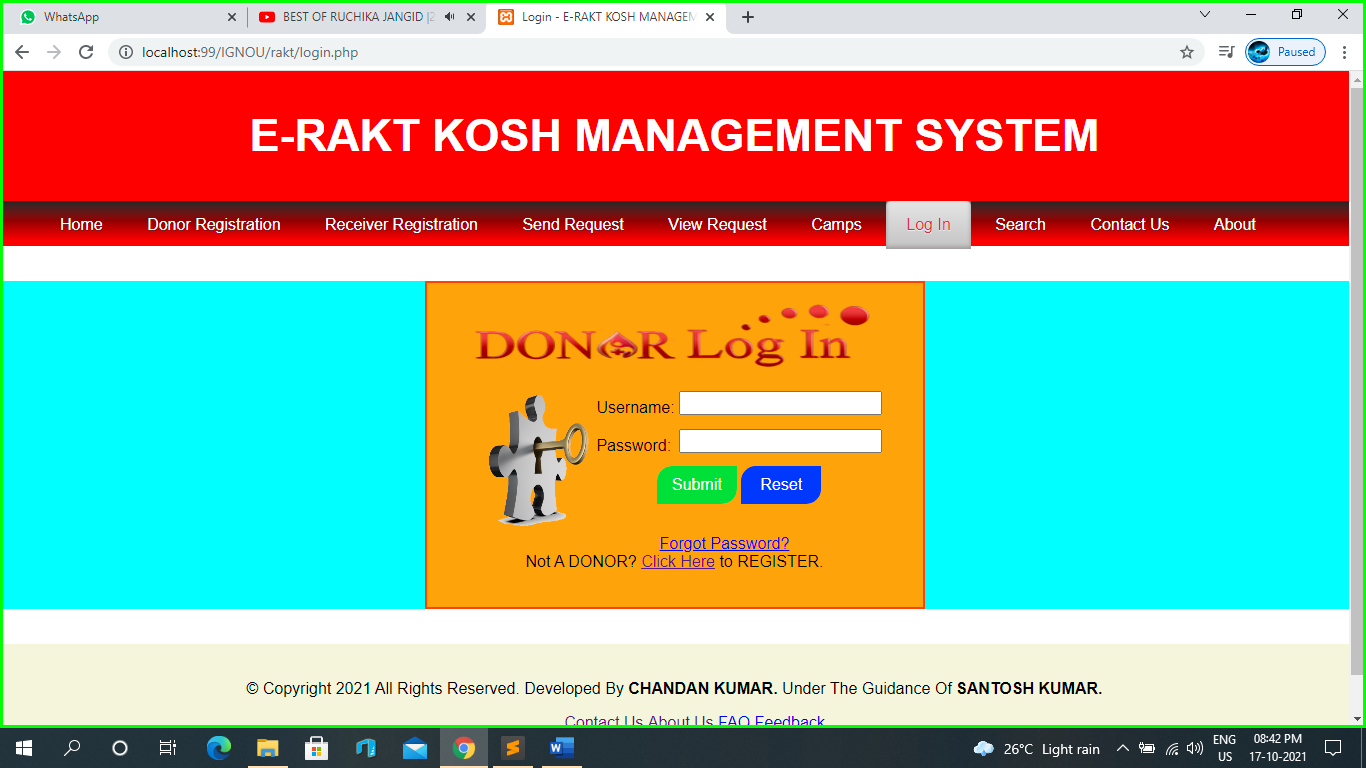 WhatsApp
BEST OF RUCHIKA JANGID |2
Login - E-RAKT KOSH MANAGEM
localhost:99/IGNOU/rakt/login.php
Paused
E-RAKT KOSH MANAGEMENT SYSTEM
Home Donor Registration Receiver Registration Send Request View Request Camps Log In Search Contact Us About
DONOR Log In
Username:
Password:
Submit Reset
Forgot Password?
Not A DONOR? Click Here to REGISTER.
© Copyright 2021 All Rights Reserved. Developed By CHANDAN KUMAR. Under The Guidance Of SANTOSH KUMAR.
Contact Us About Us FAQ Feedback
26°C Light rain
ENG
US
08:42 PM
17-10-2021